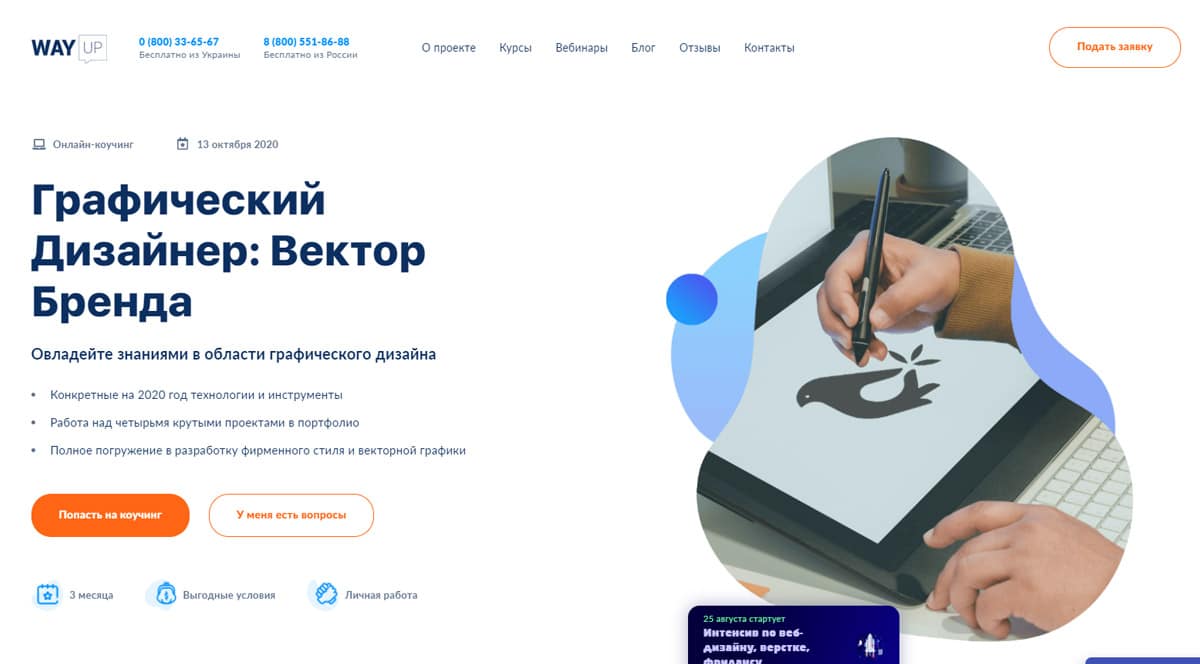 WAY UP
0 (800) 33-65-67
Бесплатно из Украины
8 (800) 551-86-88
Бесплатно из России
О проекте
Курсы
Вебинары
Блог
Отзывы
Контакты
Подать заявку
Онлайн-коучинг
13 октября 2020
Графический
Дизайнер: Вектор
Бренда
Овладейте знаниями в области графического дизайна
• Конкретные на 2020 год технологии и инструменты
• Работа над четырьмя крутыми проектами в портфолио
• Полное погружение в разработку фирменного стиля и векторной графики
Попасть на коучинг
У меня есть вопросы
3 месяца
Выгодные условия
Личная работа
25 августа стартует
Интенсив по веб-
дизайну, верстке,
фрилансу